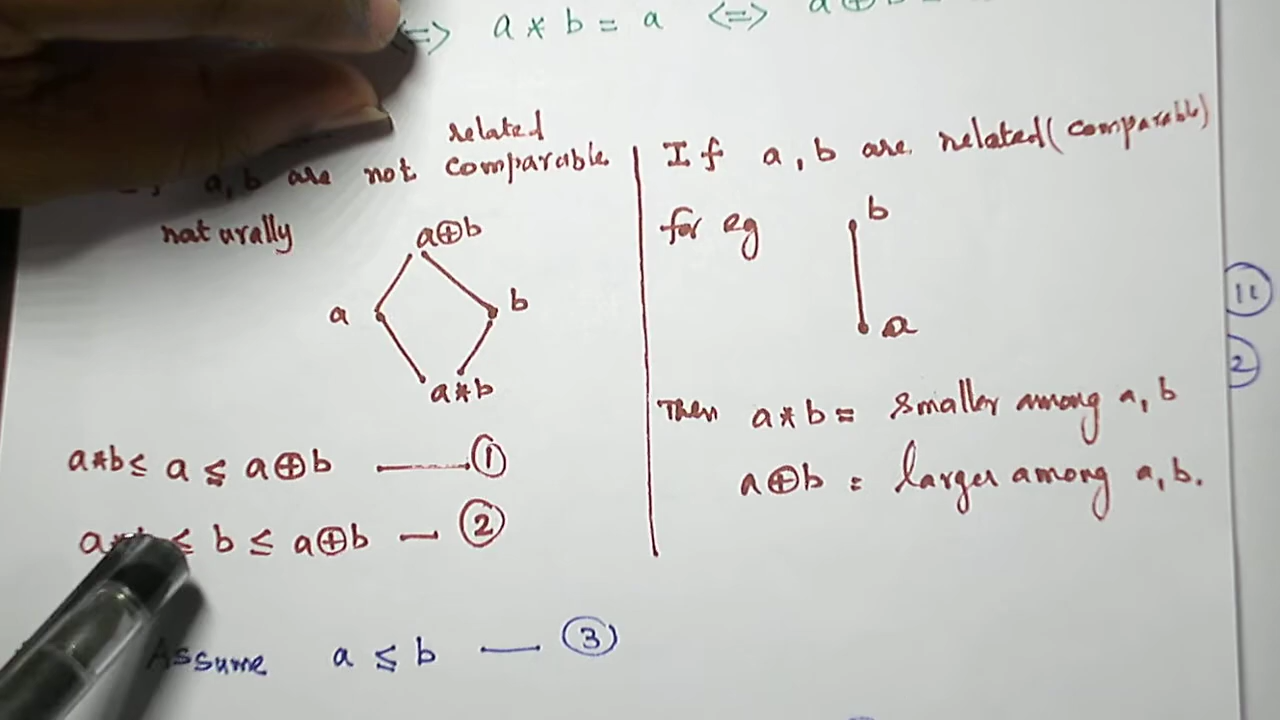 <=> a * b = a <=> a ⊕ b
a, b are not related comparable
naturally
a⊕b
a
b
a*b
a*b ≤ a ≤ a⊕b —— ①
≤ b ≤ a⊕b — ②
If a, b are related (comparable)
for eg
b
a
Then a*b = smaller among a, b
a⊕b = larger among a, b.
Assume a ≤ b —— ③
2